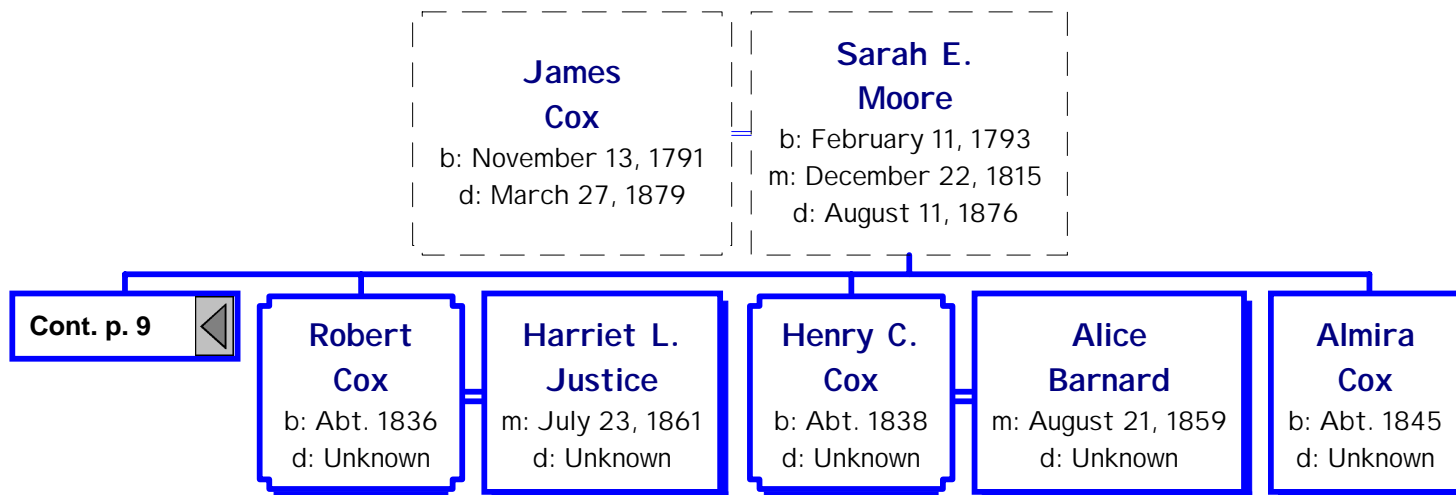 James
Cox
b: November 13, 1791
d: March 27, 1879
Sarah E.
Moore
b: February 11, 1793
m: December 22, 1815
d: August 11, 1876
Cont. p. 9
Robert
Cox
b: Abt. 1836
d: Unknown
Harriet L.
Justice
m: July 23, 1861
d: Unknown
Henry C.
Cox
b: Abt. 1838
d: Unknown
Alice
Barnard
m: August 21, 1859
d: Unknown
Almira
Cox
b: Abt. 1845
d: Unknown